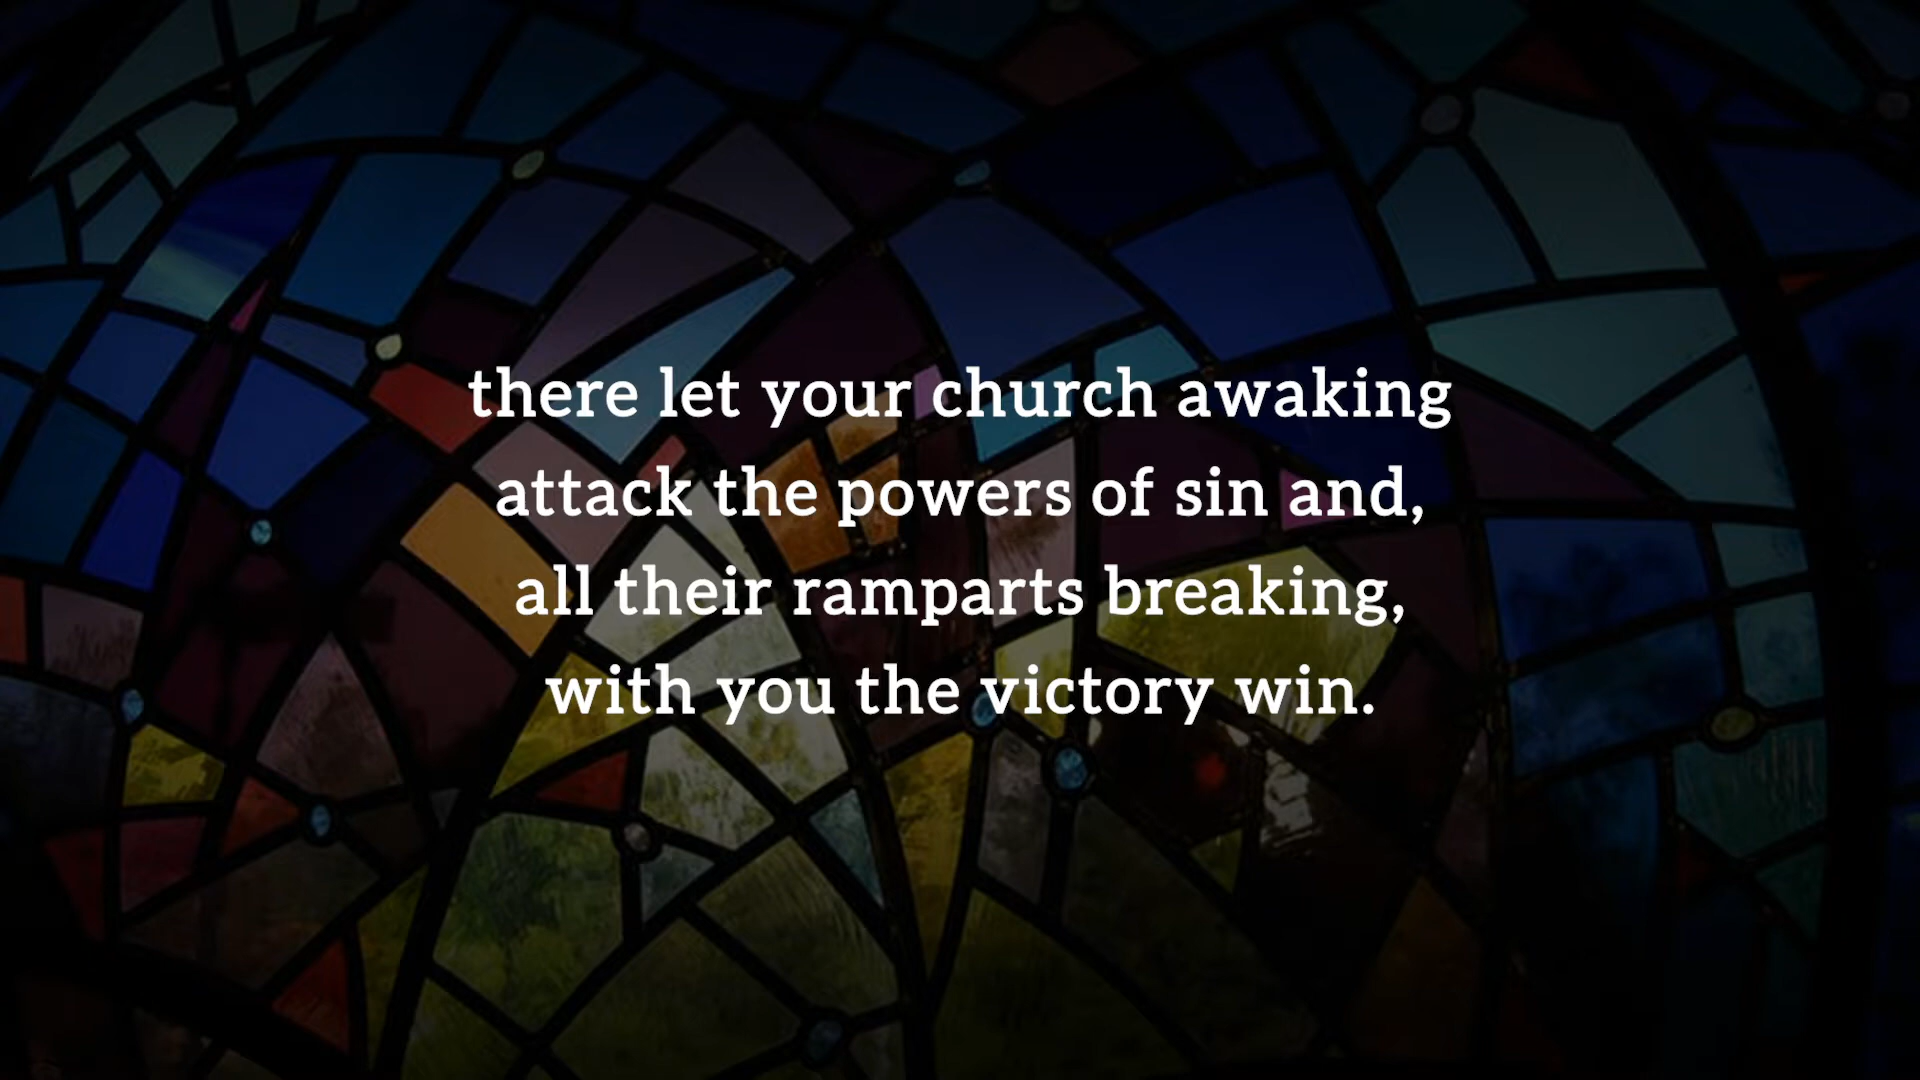 there let your church awaking
attack the powers of sin and,
all their ramparts breaking,
with you the victory win.